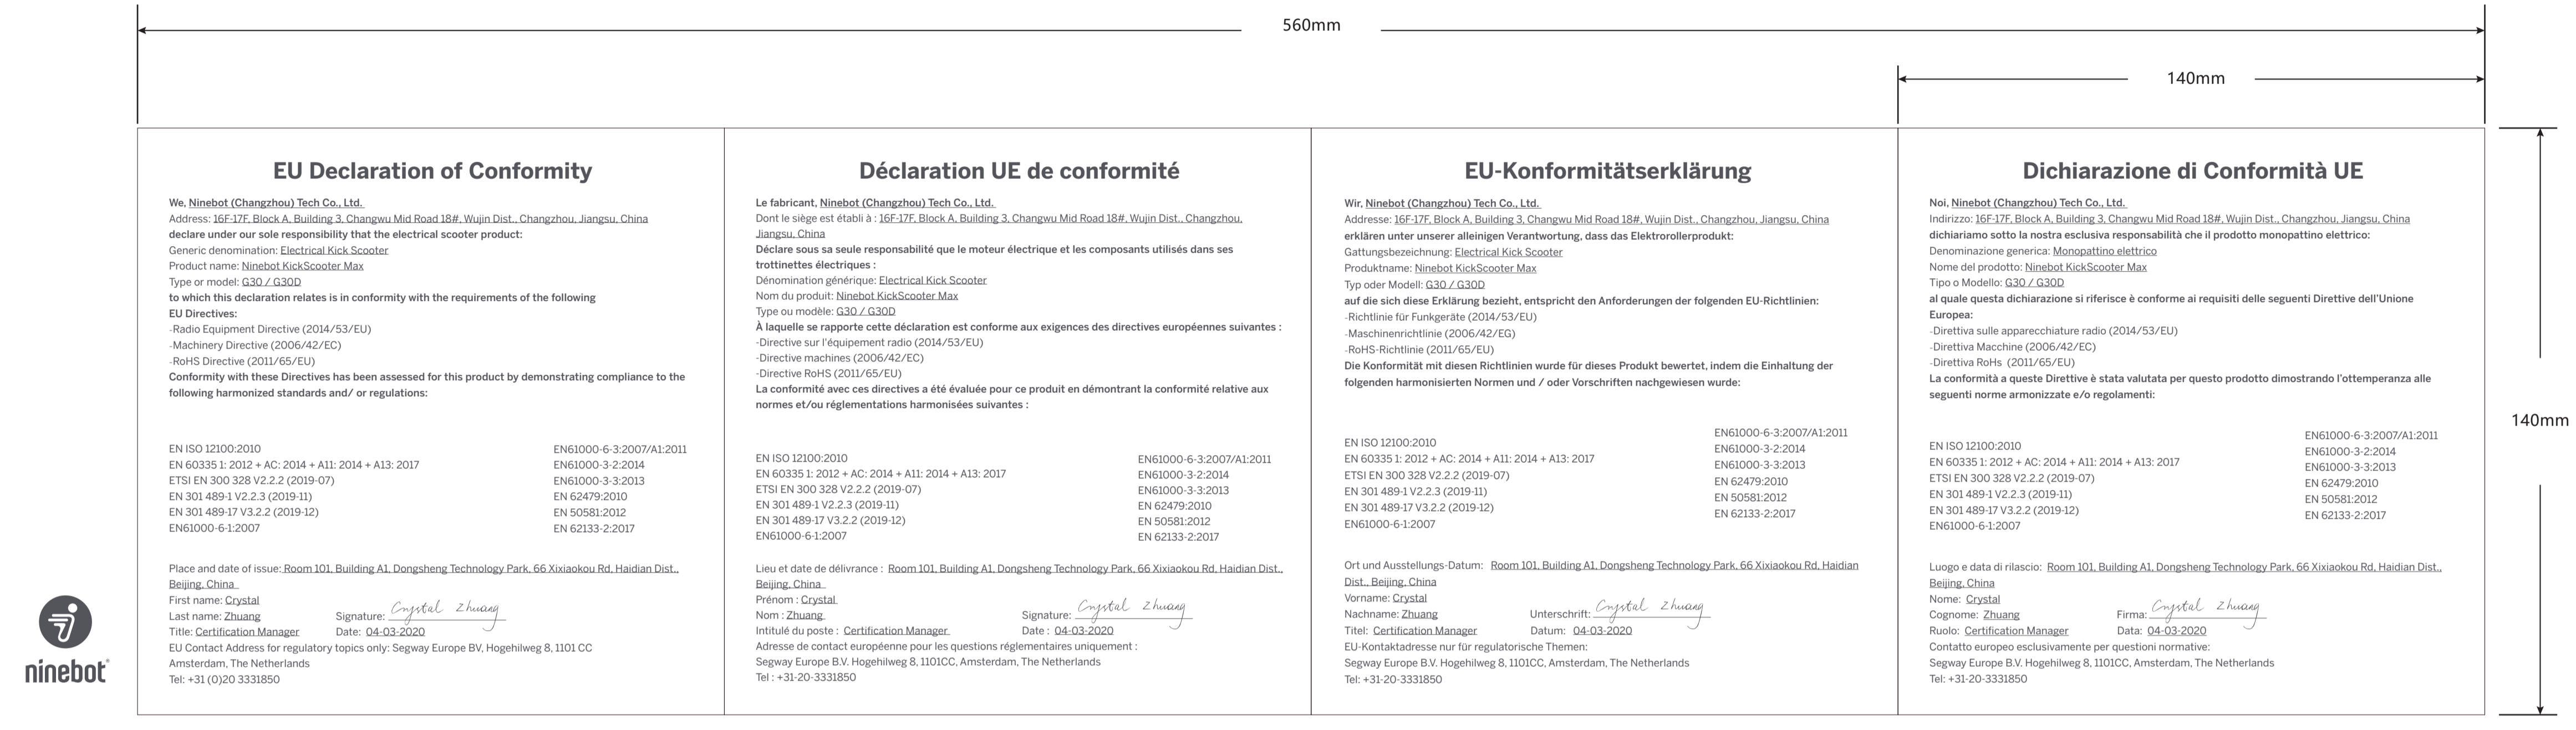 560mm
140mm
EU Declaration of Conformity
We, Ninebot (Changzhou) Tech Co., Ltd.
Address: 16F-17F, Block A, Building 3, Changwu Mid Road 18#, Wujin Dist., Changzhou, Jiangsu, China
declare under our sole responsibility that the electrical scooter product:
Generic denomination: Electrical Kick Scooter
Product name: Ninebot KickScooter Max
Type or model: G30 / G30D
to which this declaration relates is in conformity with the requirements of the following
EU Directives:
-Radio Equipment Directive (2014/53/EU)
-Machinery Directive (2006/42/EC)
-RoHS Directive (2011/65/EU)
Conformity with these Directives has been assessed for this product by demonstrating compliance to the
following harmonized standards and/ or regulations:
EN ISO 12100:2010
EN 60335 1: 2012 + AC: 2014 + A11: 2014 + A13: 2017
ETSI EN 300 328 V2.2.2 (2019-07)
EN 301 489-1 V2.2.3 (2019-11)
EN 301 489-17 V3.2.2 (2019-12)
EN61000-6-1:2007
EN61000-6-3:2007/A1:2011
EN61000-3-2:2014
EN61000-3-3:2013
EN 62479:2010
EN 50581:2012
EN 62133-2:2017
Place and date of issue: Room 101, Building A1, Dongsheng Technology Park, 66 Xixiaokou Rd, Haidian Dist.,
Beijing, China
First name: Crystal
Last name: Zhuang Signature: Crystal Zhuang
Title: Certification Manager Date: 04-03-2020
EU Contact Address for regulatory topics only: Segway Europe BV, Hogehilweg 8, 1101 CC
Amsterdam, The Netherlands
Tel: +31 (0)20 3331850
Déclaration UE de conformité
Le fabricant, Ninebot (Changzhou) Tech Co., Ltd.
Dont le siège est établi à : 16F-17F, Block A, Building 3, Changwu Mid Road 18#, Wujin Dist., Changzhou,
Jiangsu, China
Déclare sous sa seule responsabilité que le moteur électrique et les composants utilisés dans ses
trottinettes électriques :
Dénomination générique: Electrical Kick Scooter
Nom du produit: Ninebot KickScooter Max
Type ou modèle: G30 / G30D
À laquelle se rapporte cette déclaration est conforme aux exigences des directives européennes suivantes :
-Directive sur l'équipement radio (2014/53/EU)
-Directive machines (2006/42/EC)
-Directive RoHS (2011/65/EU)
La conformité avec ces directives a été évaluée pour ce produit en démontrant la conformité relative aux
normes et/ou réglementations harmonisées suivantes :
EN ISO 12100:2010
EN 60335 1: 2012 + AC: 2014 + A11: 2014 + A13: 2017
ETSI EN 300 328 V2.2.2 (2019-07)
EN 301 489-1 V2.2.3 (2019-11)
EN 301 489-17 V3.2.2 (2019-12)
EN61000-6-1:2007
EN61000-6-3:2007/A1:2011
EN61000-3-2:2014
EN61000-3-3:2013
EN 62479:2010
EN 50581:2012
EN 62133-2:2017
Lieu et date de délivrance : Room 101, Building A1, Dongsheng Technology Park, 66 Xixiaokou Rd, Haidian Dist.,
Beijing, China
Prénom : Crystal
Nom : Zhuang Signature: Crystal Zhuang
Intitulé du poste : Certification Manager Date : 04-03-2020
Adresse de contact européenne pour les questions réglementaires uniquement :
Segway Europe B.V. Hogehilweg 8, 1101CC, Amsterdam, The Netherlands
Tel : +31-20-3331850
EU-Konformitätserklärung
Wir, Ninebot (Changzhou) Tech Co., Ltd.
Addresse: 16F-17F, Block A, Building 3, Changwu Mid Road 18#, Wujin Dist., Changzhou, Jiangsu, China
erklären unter unserer alleinigen Verantwortung, dass das Elektrorollerprodukt:
Gattungsbezeichnung: Electrical Kick Scooter
Produktname: Ninebot KickScooter Max
Typ oder Modell: G30 / G30D
auf die sich diese Erklärung bezieht, entspricht den Anforderungen der folgenden EU-Richtlinien:
-Richtlinie für Funkgeräte (2014/53/EU)
-Maschinenrichtlinie (2006/42/EG)
-RoHS-Richtlinie (2011/65/EU)
Die Konformität mit diesen Richtlinien wurde für dieses Produkt bewertet, indem die Einhaltung der
folgenden harmonisierten Normen und / oder Vorschriften nachgewiesen wurde:
EN ISO 12100:2010
EN 60335 1: 2012 + AC: 2014 + A11: 2014 + A13: 2017
ETSI EN 300 328 V2.2.2 (2019-07)
EN 301 489-1 V2.2.3 (2019-11)
EN 301 489-17 V3.2.2 (2019-12)
EN61000-6-1:2007
EN61000-6-3:2007/A1:2011
EN61000-3-2:2014
EN61000-3-3:2013
EN 62479:2010
EN 50581:2012
EN 62133-2:2017
Ort und Ausstellungs-Datum: Room 101, Building A1, Dongsheng Technology Park, 66 Xixiaokou Rd, Haidian
Dist., Beijing, China
Vorname: Crystal
Nachname: Zhuang Unterschrift: Crystal Zhuang
Titel: Certification Manager Datum: 04-03-2020
EU-Kontaktadresse nur für regulatorische Themen:
Segway Europe B.V. Hogehilweg 8, 1101CC, Amsterdam, The Netherlands
Tel: +31-20-3331850
Dichiarazione di Conformità UE
Noi, Ninebot (Changzhou) Tech Co., Ltd.
Indirizzo: 16F-17F, Block A, Building 3, Changwu Mid Road 18#, Wujin Dist., Changzhou, Jiangsu, China
dichiariamo sotto la nostra esclusiva responsabilità che il prodotto monopattino elettrico:
Denominazione generica: Monopattino elettrico
Nome del prodotto: Ninebot KickScooter Max
Tipo o Modello: G30 / G30D
al quale questa dichiarazione si riferisce è conforme ai requisiti delle seguenti Direttive dell'Unione
Europea:
-Direttiva sulle apparecchiature radio (2014/53/EU)
-Direttiva Macchine (2006/42/EC)
-Direttiva RoHs (2011/65/EU)
La conformità a queste Direttive è stata valutata per questo prodotto dimostrando l'ottemperanza alle
seguenti norme armonizzate e/o regolamenti:
EN ISO 12100:2010
EN 60335 1: 2012 + AC: 2014 + A11: 2014 + A13: 2017
ETSI EN 300 328 V2.2.2 (2019-07)
EN 301 489-1 V2.2.3 (2019-11)
EN 301 489-17 V3.2.2 (2019-12)
EN61000-6-1:2007
EN61000-6-3:2007/A1:2011
EN61000-3-2:2014
EN61000-3-3:2013
EN 62479:2010
EN 50581:2012
EN 62133-2:2017
Luogo e data di rilascio: Room 101, Building A1, Dongsheng Technology Park, 66 Xixiaokou Rd, Haidian Dist.,
Beijing, China
Nome: Crystal
Cognome: Zhuang Firma: Crystal Zhuang
Ruolo: Certification Manager Data: 04-03-2020
Contatto europeo esclusivamente per questioni normative:
Segway Europe B.V. Hogehilweg 8, 1101CC, Amsterdam, The Netherlands
Tel: +31-20-3331850
140mm
ninebot